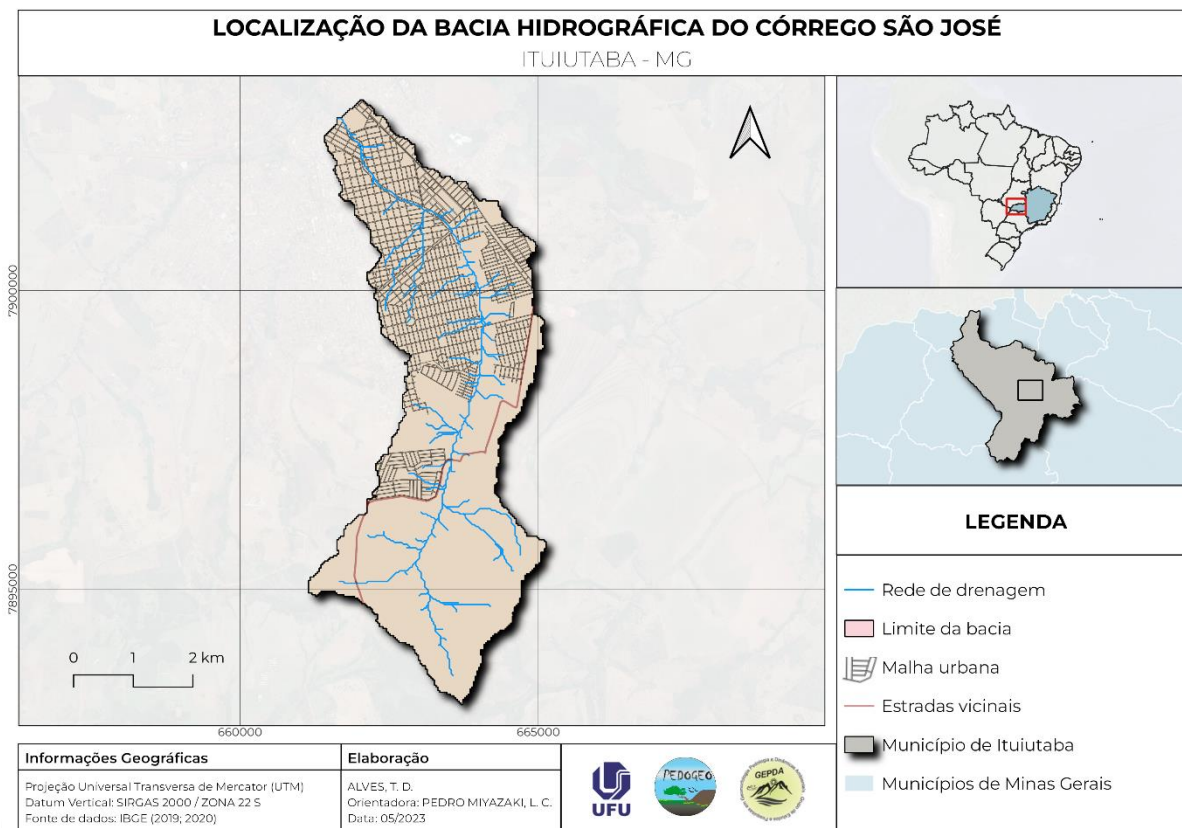 LOCALIZAÇÃO DA BACIA HIDROGRÁFICA DO CÓRREGO SÃO JOSÉ
ITUIUTABA - MG
7900000
7895000
0 1 2 km
660000
665000
LEGENDA
Rede de drenagem
Limite da bacia
Malha urbana
Estradas vicinais
Município de Ituiutaba
Municípios de Minas Gerais
Informações Geográficas
Projeção Universal Transversa de Mercator (UTM)
Datum Vertical: SIRGAS 2000 / ZONA 22 S
Fonte de dados: IBGE (2019; 2020)
Elaboração
ALVES, T. D.
Orientadora: PEDRO MIYAZAKI, L. C.
Data: 05/2023
UFU
PEDOGEO
GEPDA